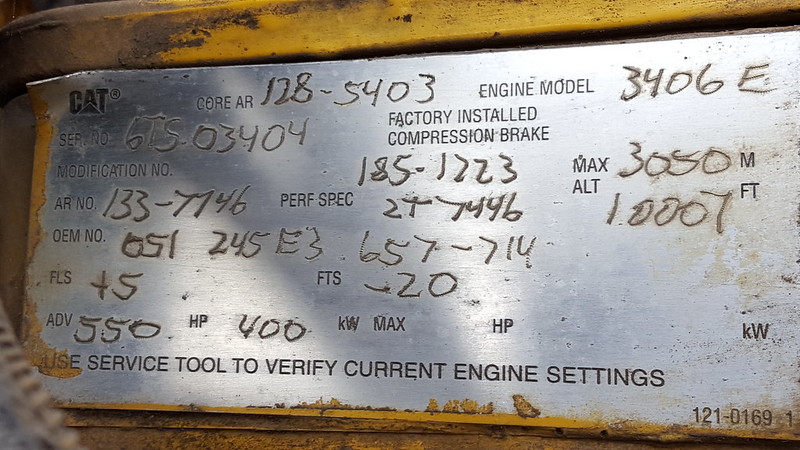 CAT® CORE AR 128-5403 ENGINE MODEL 3406E
SER. NO. 6TS 03404 FACTORY INSTALLED
COMPRESSION BRAKE
MODIFICATION NO. 185-1223 MAX ALT 3050 M
AR NO. 133-7746 PERF SPEC 2T 7446 10007 FT
OEM NO. 051 245E3 657-714
FLS +5 FTS -20
ADV 550 HP 400 kW MAX HP kW
USE SERVICE TOOL TO VERIFY CURRENT ENGINE SETTINGS
121-0169 1